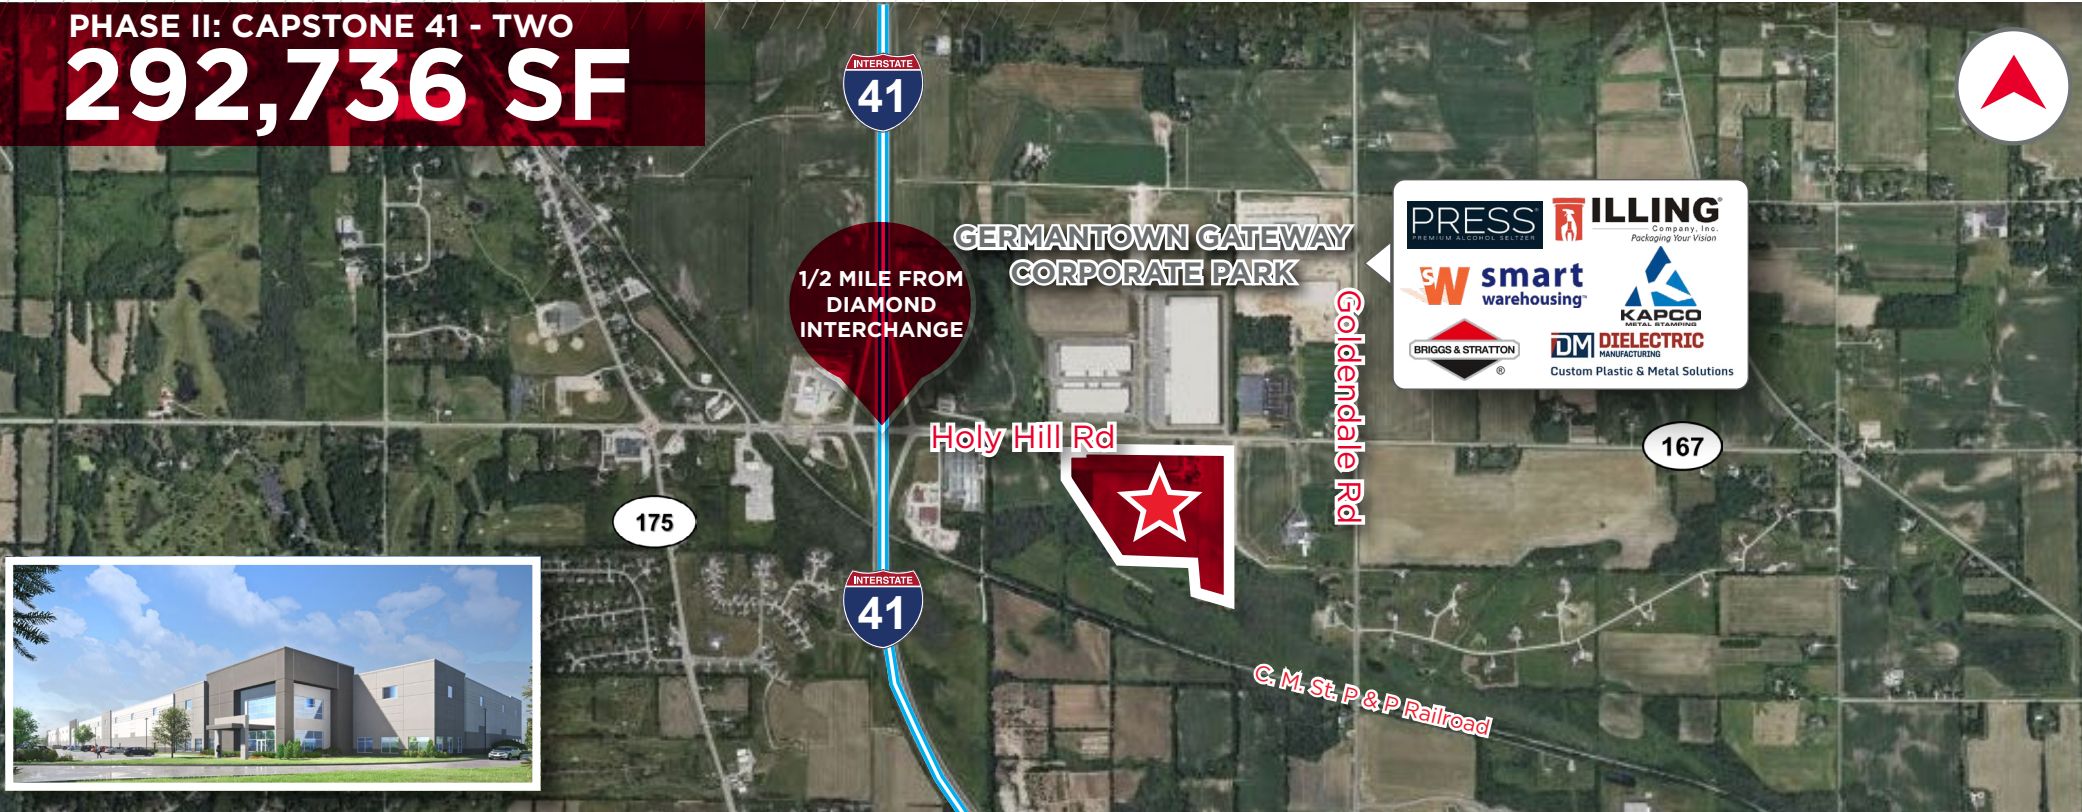 PHASE II: CAPSTONE 41 - TWO
292,736 SF
INTERSTATE
41
1/2 MILE FROM
DIAMOND
INTERCHANGE
GERMANTOWN GATEWAY
CORPORATE PARK
PRESS
PREMIUM ALCOHOL SELTZER
ILLING®
Company, Inc.
Packaging Your Vision
SW smart
warehousing™
KAPCO
METAL STAMPING
BRIGGS & STRATTON
®
DM DIELECTRIC
MANUFACTURING
Custom Plastic & Metal Solutions
Holy Hill Rd
Goldendale Rd
167
175
INTERSTATE
41
C. M. St. P & P Railroad